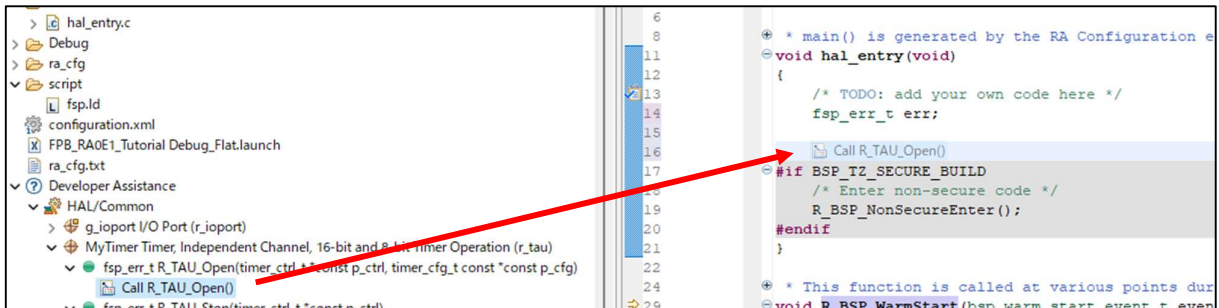 hal_entry.c
Debug
ra_cfg
script
fsp.ld
configuration.xml
FPB_RA0E1_Tutorial Debug_Flat.launch
ra_cfg.txt
Developer Assistance
HAL/Common
g_ioport I/O Port (r_ioport)
MyTimer Timer, Independent Channel, 16-bit and 8-bit Timer Operation (r_tau)
fsp_err_t R_TAU_Open(timer_ctrl_t *const p_ctrl, timer_cfg_t const *const p_cfg)
Call R_TAU_Open()
fsp_err_t R_TAU_Stop(timer_ctrl_t *const p_ctrl)
6
8 * main() is generated by the RA Configuration e
11 void hal_entry(void)
12 {
13 /* TODO: add your own code here */
14 fsp_err_t err;
15
16 Call R_TAU_Open()
17 #if BSP_TZ_SECURE_BUILD
18 /* Enter non-secure code */
19 R_BSP_NonSecureEnter();
20 #endif
21 }
22
24 * This function is called at various points dur
29 void R_BSP_WarmStart(bsp_warm_start_event_t even